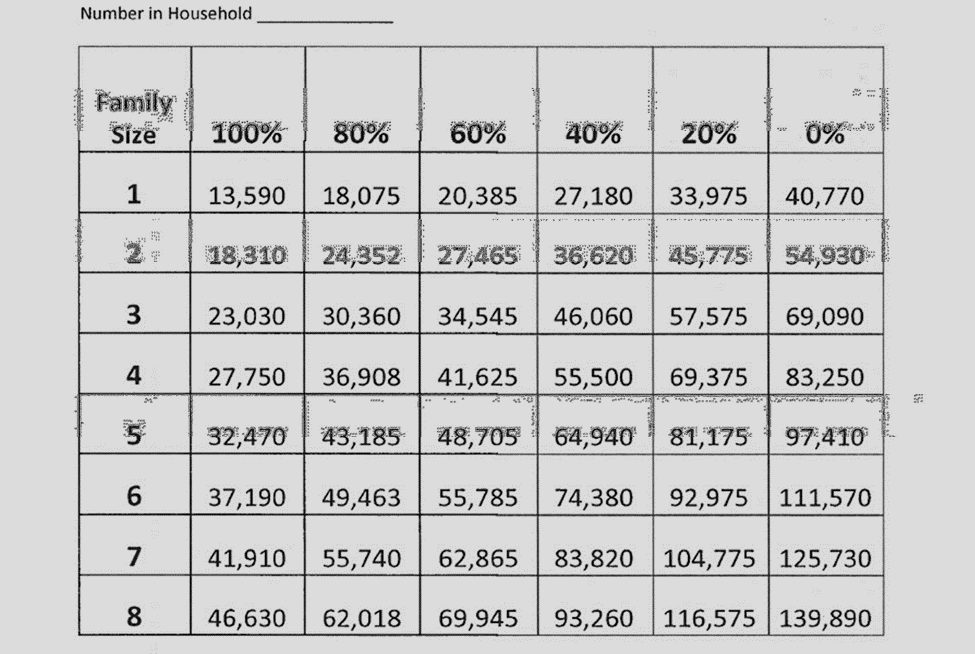 Number in Household ____________
Family Size 100% 80% 60% 40% 20% 0%
1 13,590 18,075 20,385 27,180 33,975 40,770
2 18,310 24,352 27,465 36,620 45,775 54,930
3 23,030 30,360 34,545 46,060 57,575 69,090
4 27,750 36,908 41,625 55,500 69,375 83,250
5 32,470 43,185 48,705 64,940 81,175 97,410
6 37,190 49,463 55,785 74,380 92,975 111,570
7 41,910 55,740 62,865 83,820 104,775 125,730
8 46,630 62,018 69,945 93,260 116,575 139,890